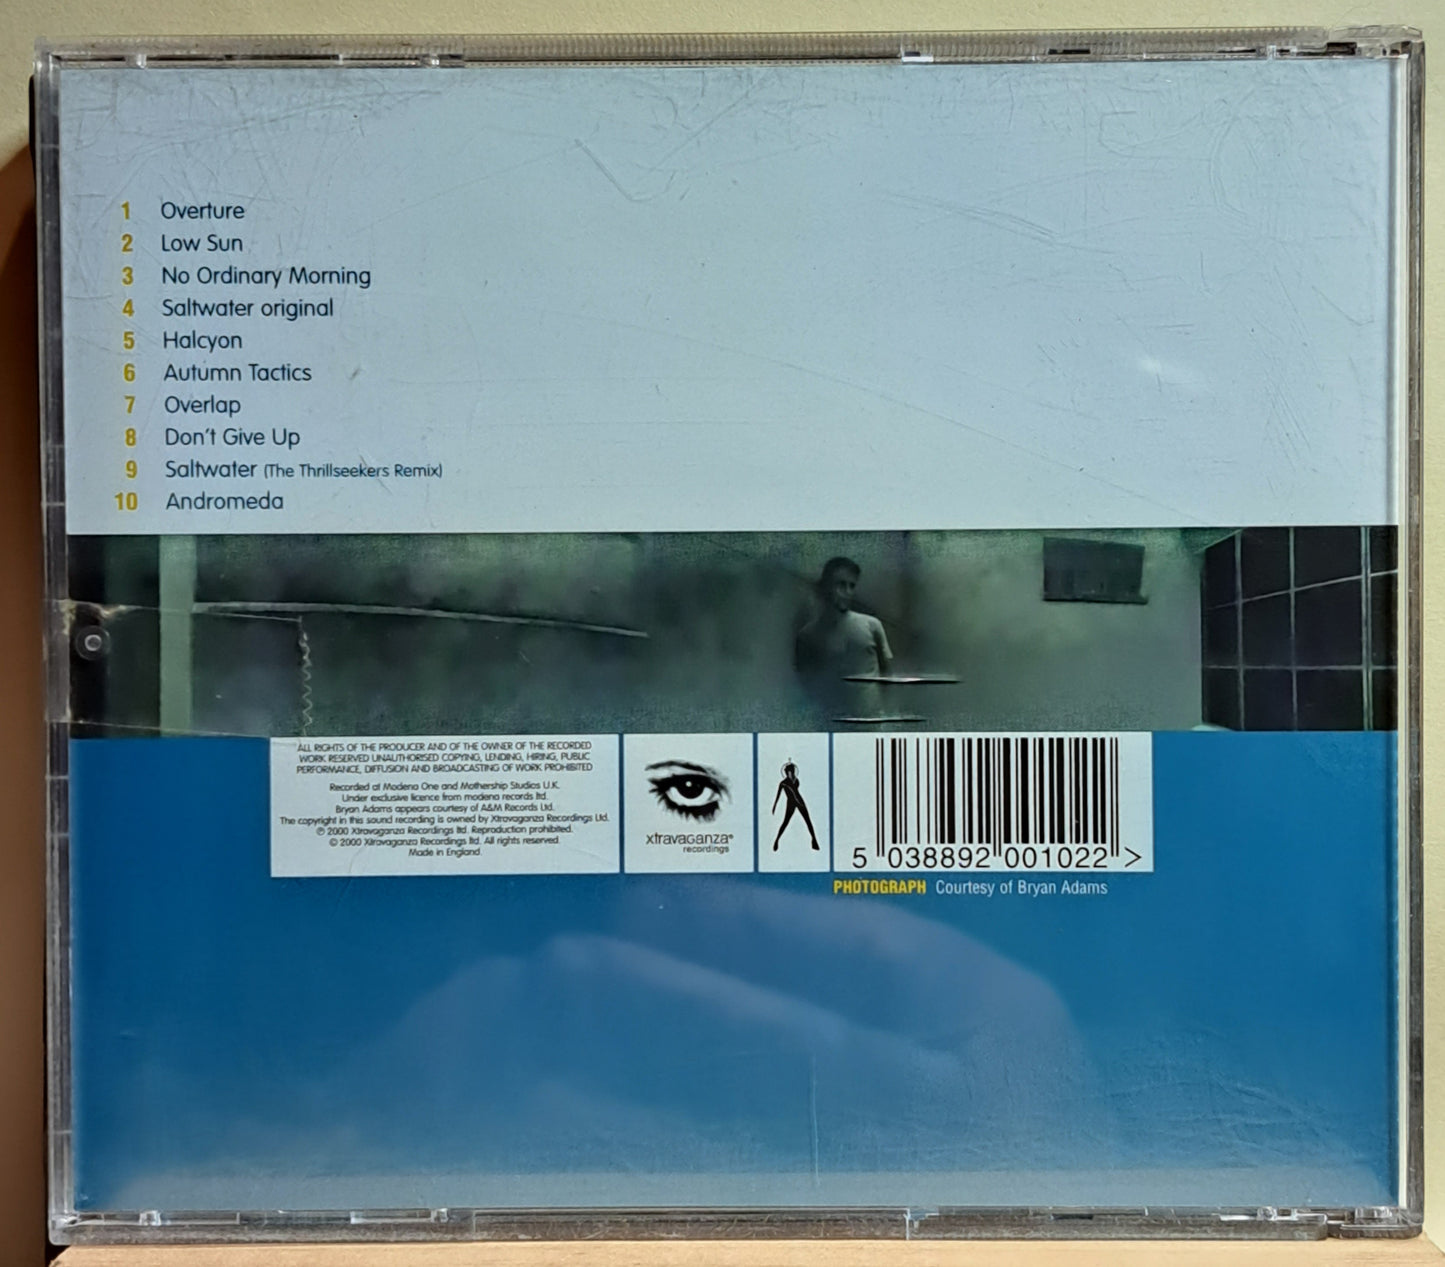 1 Overture
2 Low Sun
3 No Ordinary Morning
4 Saltwater original
5 Halcyon
6 Autumn Tactics
7 Overlap
8 Don't Give Up
9 Saltwater (The Thrillseekers Remix)
10 Andromeda
ALL RIGHTS OF THE PRODUCER AND OF THE OWNER OF THE RECORDED
WORK RESERVED UNAUTHORISED COPYING, LENDING, HIRING, PUBLIC
PERFORMANCE, DIFFUSION AND BROADCASTING OF WORK PROHIBITED
Recorded at Modena One and Mothership Studios U.K.
Under exclusive licence from modena records ltd.
Bryan Adams appears courtesy of A&M Records Ltd.
The copyright in this sound recording is owned by Xtravaganza Recordings Ltd.
℗ 2000 Xtravaganza Recordings ltd. Reproduction prohibited.
© 2000 Xtravaganza Recordings ltd. All rights reserved.
Made in England.
xtravaganza®
recordings
5 038892 001022 >
PHOTOGRAPH Courtesy of Bryan Adams